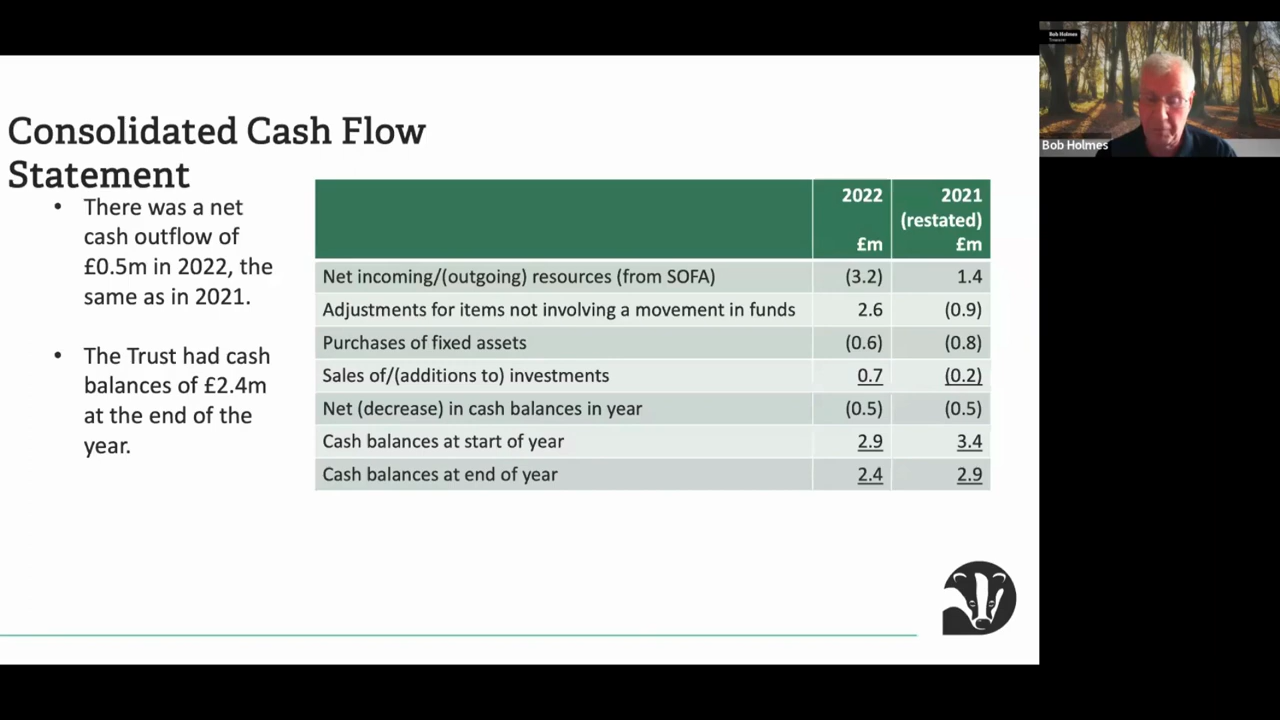 Consolidated Cash Flow
Statement
• There was a net
cash outflow of
£0.5m in 2022, the
same as in 2021.
• The Trust had cash
balances of £2.4m
at the end of the
year.
2022 2021
(restated)
£m £m
Net incoming/(outgoing) resources (from SOFA) (3.2) 1.4
Adjustments for items not involving a movement in funds 2.6 (0.9)
Purchases of fixed assets (0.6) (0.8)
Sales of/(additions to) investments 0.7 (0.2)
Net (decrease) in cash balances in year (0.5) (0.5)
Cash balances at start of year 2.9 3.4
Cash balances at end of year 2.4 2.9
Bob Holmes
Treasurer
Bob Holmes